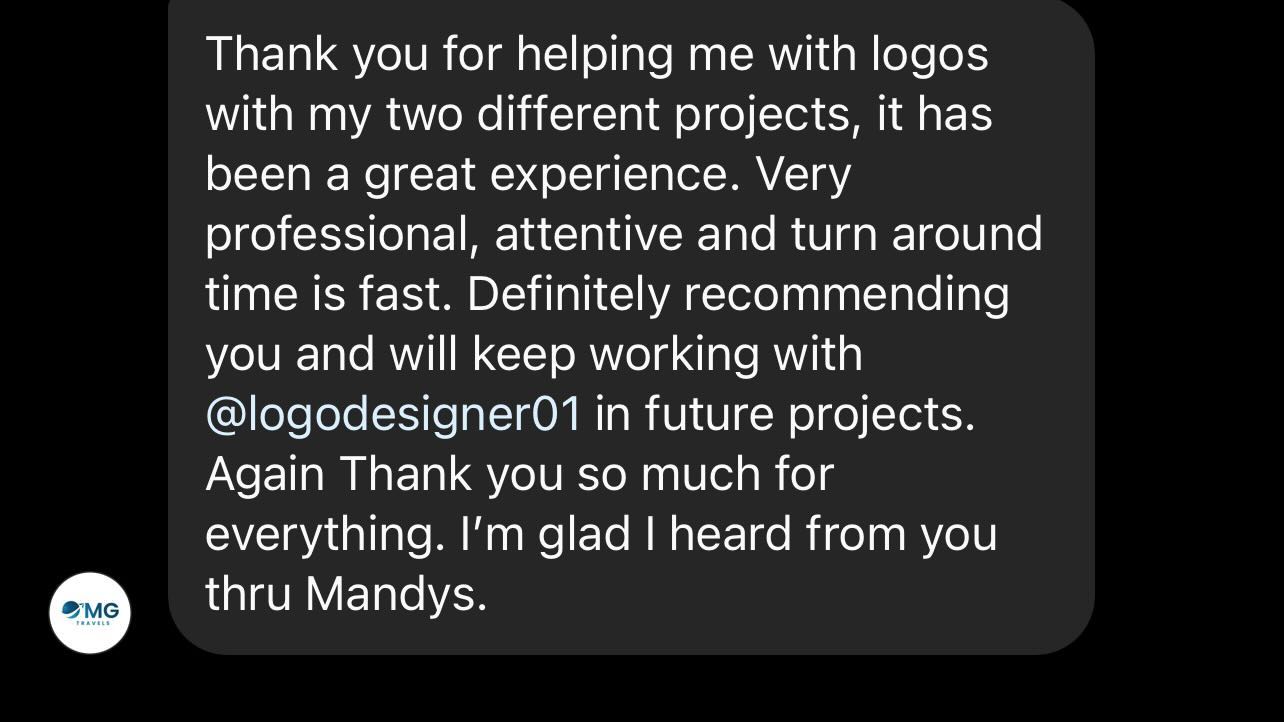 Thank you for helping me with logos
with my two different projects, it has
been a great experience. Very
professional, attentive and turn around
time is fast. Definitely recommending
you and will keep working with
@logodesigner01 in future projects.
Again Thank you so much for
everything. I’m glad I heard from you
thru Mandys.
OMG
TRAVELS